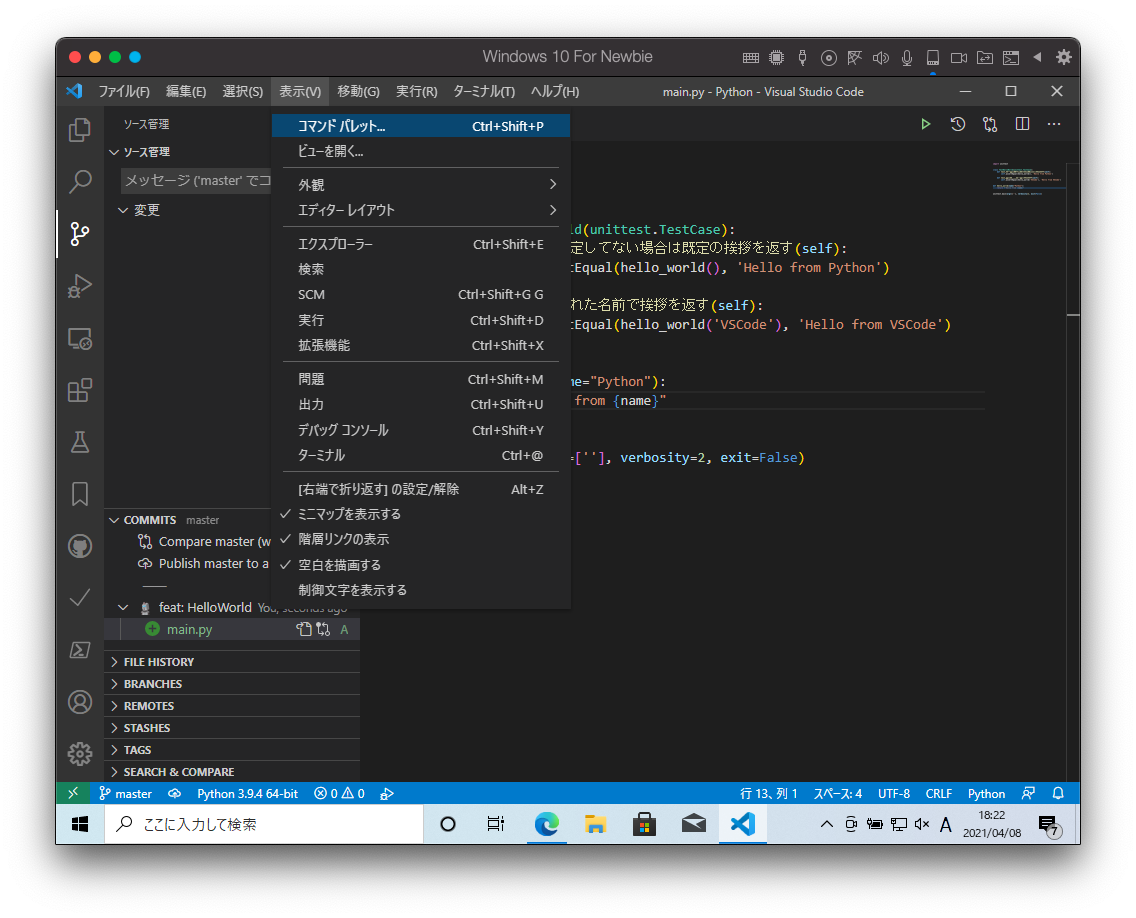 Windows 10 For Newbie
ファイル(F) 編集(E) 選択(S) 表示(V) 移動(G) 実行(R) ターミナル(T) ヘルプ(H) main.py - Python - Visual Studio Code
ソース管理
ソース管理
メッセージ ('master' でコ
変更
コマンド パレット... Ctrl+Shift+P
ビューを開く...
外観
エディター レイアウト
エクスプローラー Ctrl+Shift+E
検索
SCM Ctrl+Shift+G G
実行 Ctrl+Shift+D
拡張機能 Ctrl+Shift+X
問題 Ctrl+Shift+M
出力 Ctrl+Shift+U
デバッグ コンソール Ctrl+Shift+Y
ターミナル Ctrl+@
[右端で折り返す] の設定/解除 Alt+Z
ミニマップを表示する
階層リンクの表示
空白を描画する
制御文字を表示する
ld(unittest.TestCase):
定してない場合は既定の挨拶を返す(self):
tEqual(hello_world(), 'Hello from Python')
れた名前で挨拶を返す(self):
tEqual(hello_world('VSCode'), 'Hello from VSCode')
me="Python"):
from {name}"
=[''], verbosity=2, exit=False)
COMMITS master
Compare master (w
Publish master to a
feat: HelloWorld You, seconds ago
main.py A
FILE HISTORY
BRANCHES
REMOTES
STASHES
TAGS
SEARCH & COMPARE
master Python 3.9.4 64-bit 0 0 行 13、列 1 スペース: 4 UTF-8 CRLF Python
ここに入力して検索 A 18:22
2021/04/08 7